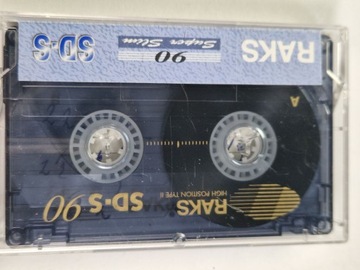 RAKS
90
Super Slim
SD-S
A
RAKS
HIGH POSITION TYPE II
SD-S
90